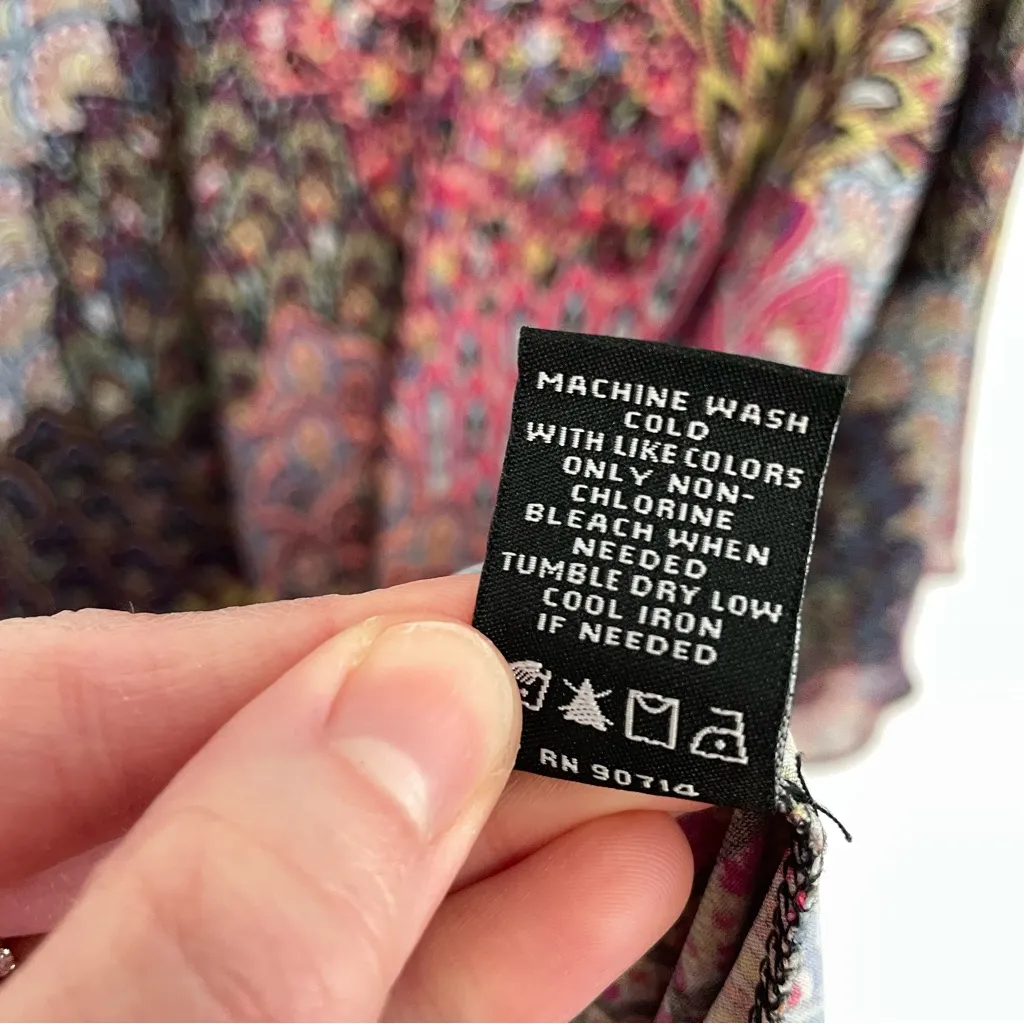 MACHINE WASH
COLD
WITH LIKE COLORS
ONLY NON-
CHLORINE
BLEACH WHEN
NEEDED
TUMBLE DRY LOW
COOL IRON
IF NEEDED
RN 90714